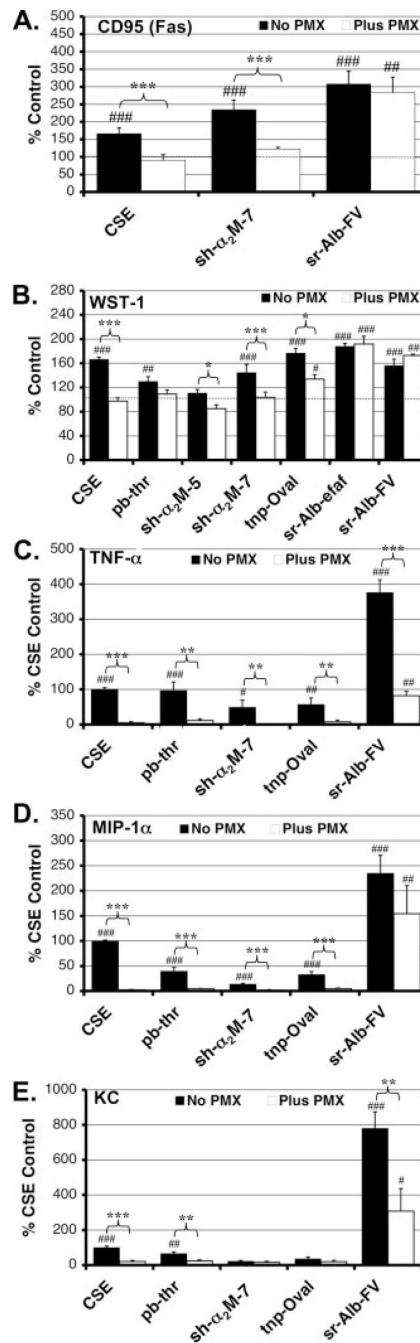 A.
CD95 (Fas)
No PMX Plus PMX
% Control
500
450
400
350
300
250
200
150
100
50
0
***
***
###
###
###
##
CSE
sh-α2M-7
sr-Alb-FV
B.
WST-1
No PMX Plus PMX
% Control
280
240
200
160
120
80
40
0
***
*
***
*
###
##
###
###
#
###
###
###
##
CSE
pb-thr
sh-α2M-5
sh-α2M-7
tnp-Oval
sr-Alb-efaf
sr-Alb-FV
C.
TNF-α
No PMX Plus PMX
% CSE Control
500
400
300
200
100
0
***
**
**
**
***
###
###
#
##
###
##
CSE
pb-thr
sh-α2M-7
tnp-Oval
sr-Alb-FV
D.
MIP-1α
No PMX Plus PMX
% CSE Control
350
300
250
200
150
100
50
0
***
***
***
***
###
###
###
###
###
##
CSE
pb-thr
sh-α2M-7
tnp-Oval
sr-Alb-FV
E.
KC
No PMX Plus PMX
% CSE Control
1000
800
600
400
200
0
***
**
**
###
##
###
#
CSE
pb-thr
sh-α2M-7
tnp-Oval
sr-Alb-FV